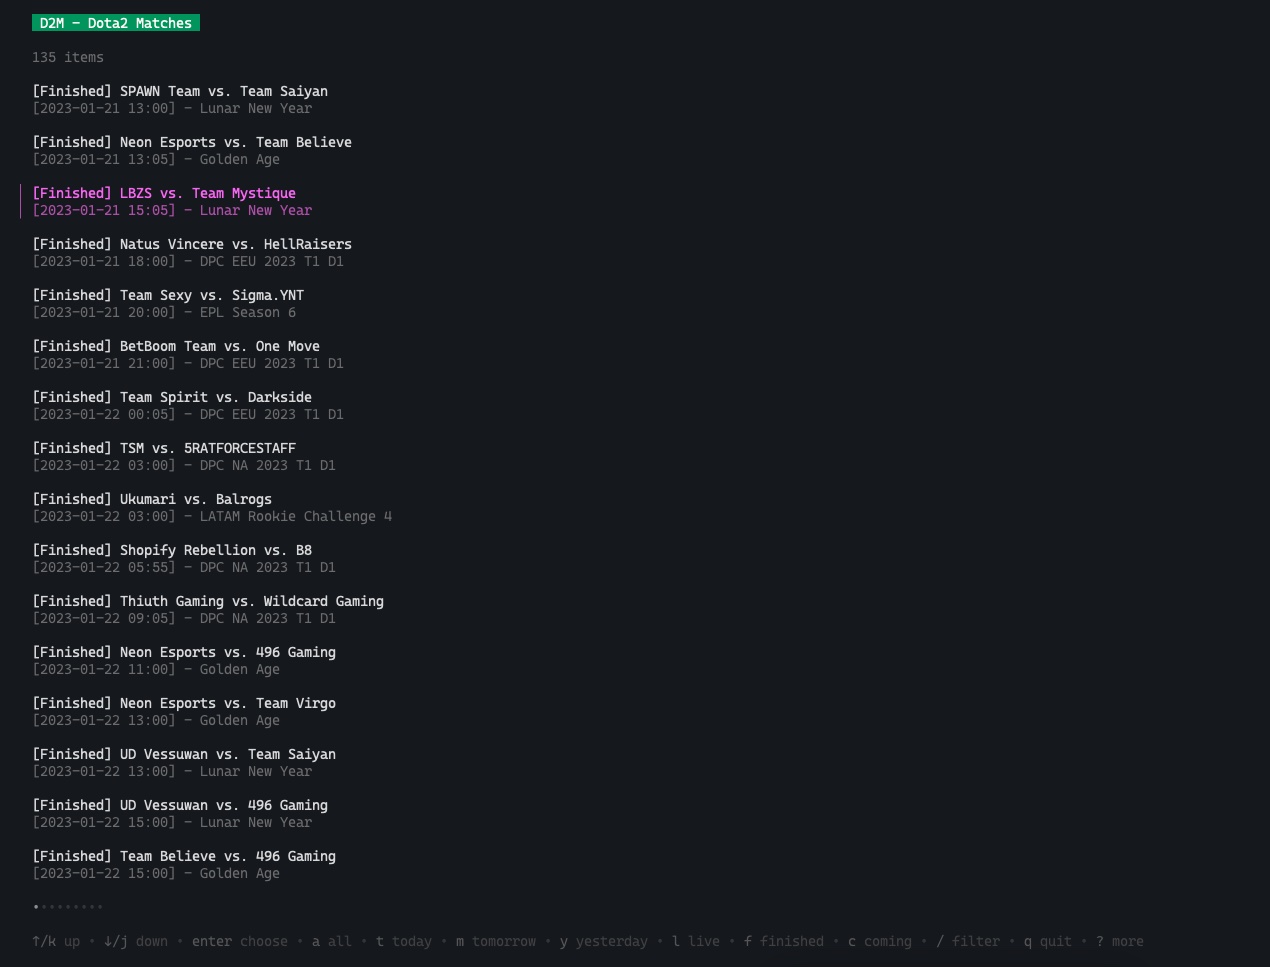 D2M - Dota2 Matches
135 items
[Finished] SPAWN Team vs. Team Saiyan
[2023-01-21 13:00] - Lunar New Year
[Finished] Neon Esports vs. Team Believe
[2023-01-21 13:05] - Golden Age
[Finished] LBZS vs. Team Mystique
[2023-01-21 15:05] - Lunar New Year
[Finished] Natus Vincere vs. HellRaisers
[2023-01-21 18:00] - DPC EEU 2023 T1 D1
[Finished] Team Sexy vs. Sigma.YNT
[2023-01-21 20:00] - EPL Season 6
[Finished] BetBoom Team vs. One Move
[2023-01-21 21:00] - DPC EEU 2023 T1 D1
[Finished] Team Spirit vs. Darkside
[2023-01-22 00:05] - DPC EEU 2023 T1 D1
[Finished] TSM vs. 5RATFORCESTAFF
[2023-01-22 03:00] - DPC NA 2023 T1 D1
[Finished] Ukumari vs. Balrogs
[2023-01-22 03:00] - LATAM Rookie Challenge 4
[Finished] Shopify Rebellion vs. B8
[2023-01-22 05:55] - DPC NA 2023 T1 D1
[Finished] Thiuth Gaming vs. Wildcard Gaming
[2023-01-22 09:05] - DPC NA 2023 T1 D1
[Finished] Neon Esports vs. 496 Gaming
[2023-01-22 11:00] - Golden Age
[Finished] Neon Esports vs. Team Virgo
[2023-01-22 13:00] - Golden Age
[Finished] UD Vessuwan vs. Team Saiyan
[2023-01-22 13:00] - Lunar New Year
[Finished] UD Vessuwan vs. 496 Gaming
[2023-01-22 15:00] - Lunar New Year
[Finished] Team Believe vs. 496 Gaming
[2023-01-22 15:00] - Golden Age
↑/k up • ↓/j down • enter choose • a all • t today • m tomorrow • y yesterday • l live • f finished • c coming • / filter • q quit • ? more